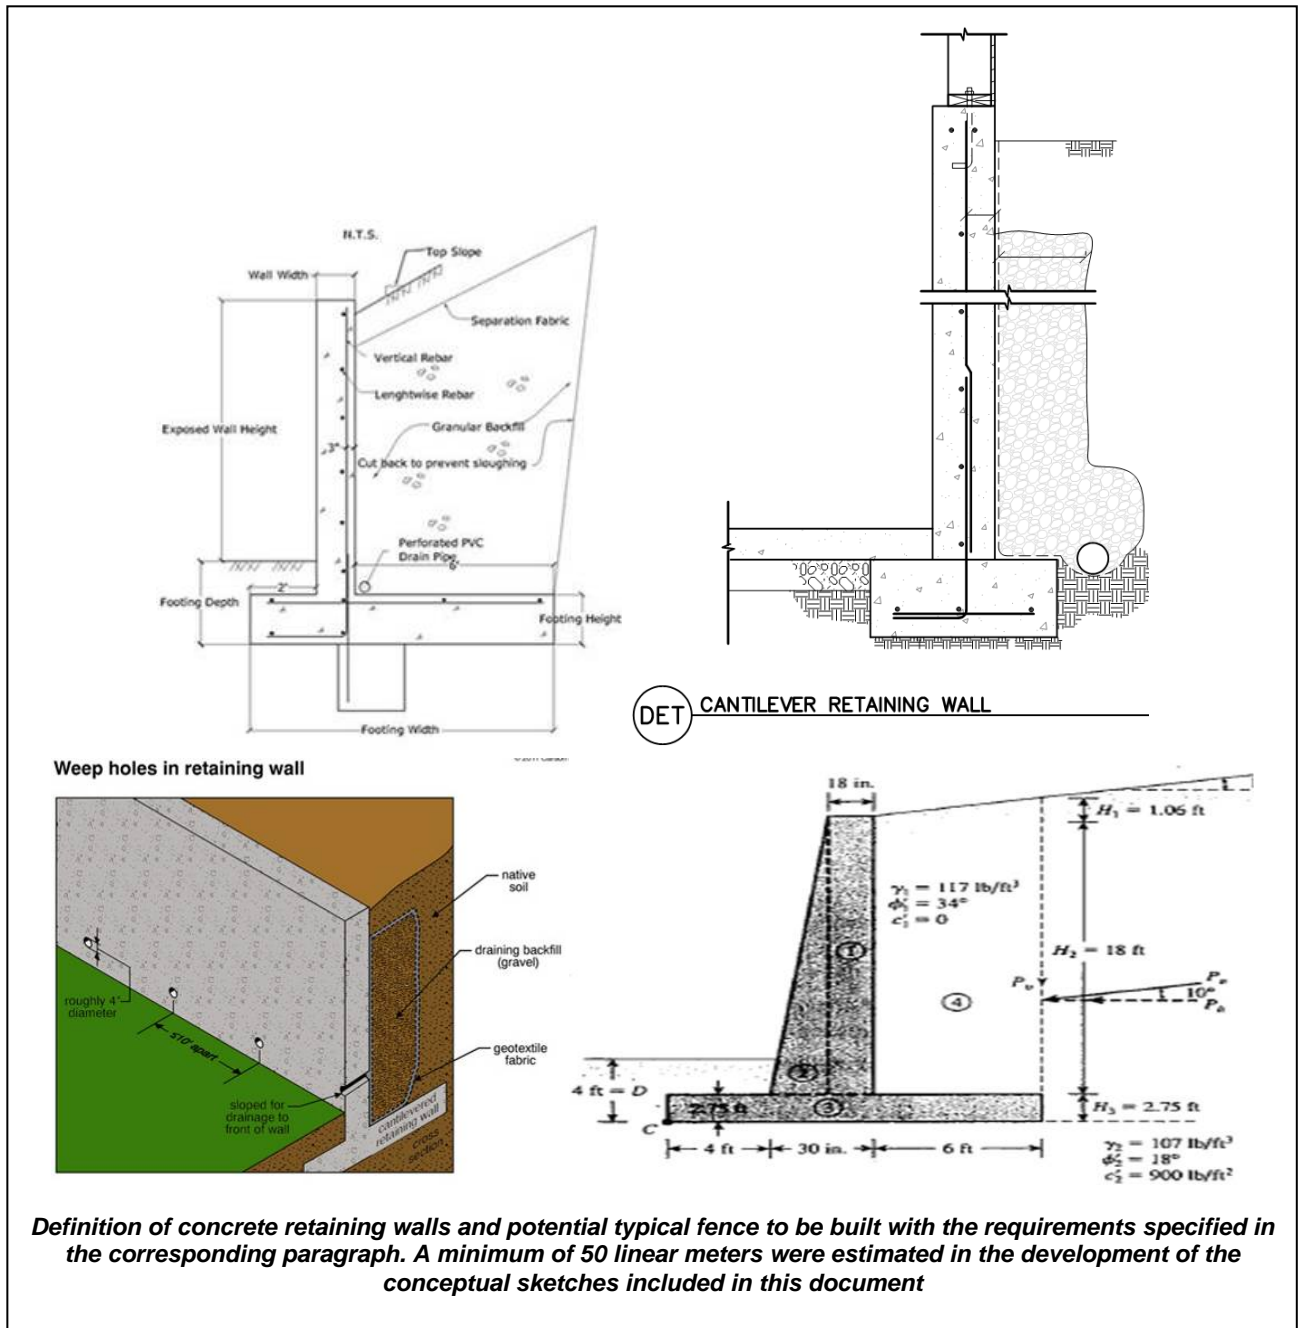 N.T.S.
Top Slope
Wall Width
Separation Fabric
Vertical Rebar
Lenghtwise Rebar
Exposed Wall Height
Granular Backfill
3"
Cut back to prevent sloughing
Perforated PVC
Drain Pipe
6'
2'
Footing Depth
Footing Height
Footing Width
DET CANTILEVER RETAINING WALL
Weep holes in retaining wall
native
soil
draining backfill
(gravel)
roughly 4"
diameter
≤10' apart
geotextile
fabric
sloped for
drainage to
front of wall
cantilevered
retaining wall
cross
section
18 in.
H₁ = 1.06 ft
γ₁ = 117 lb/ft³
ϕ′₁ = 34°
c′₁ = 0
1
H₂ = 18 ft
4
Pᵥ
Pₐ
10°
Pₕ
2
4 ft = D
2.75 ft
3
H₃ = 2.75 ft
C
4 ft
30 in.
6 ft
γ₂ = 107 lb/ft³
ϕ′₂ = 18°
c′₂ = 900 lb/ft²
Definition of concrete retaining walls and potential typical fence to be built with the requirements specified in
the corresponding paragraph. A minimum of 50 linear meters were estimated in the development of the
conceptual sketches included in this document